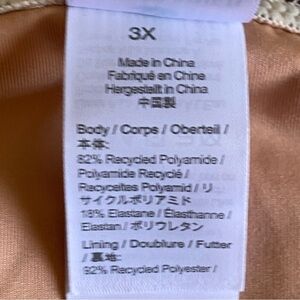 3X
Made in China
Fabriqué en Chine
Hergestellt in China
中国製
Body / Corps / Oberteil /
本体:
82% Recycled Polyamide /
Polyamide Recyclé /
Recyceltes Polyamid / リ
サイクルポリアミド
18% Elastane / Élasthanne /
Elastan / ポリウレタン
Lining / Doublure / Futter
/ 裏地:
92% Recycled Polyester /